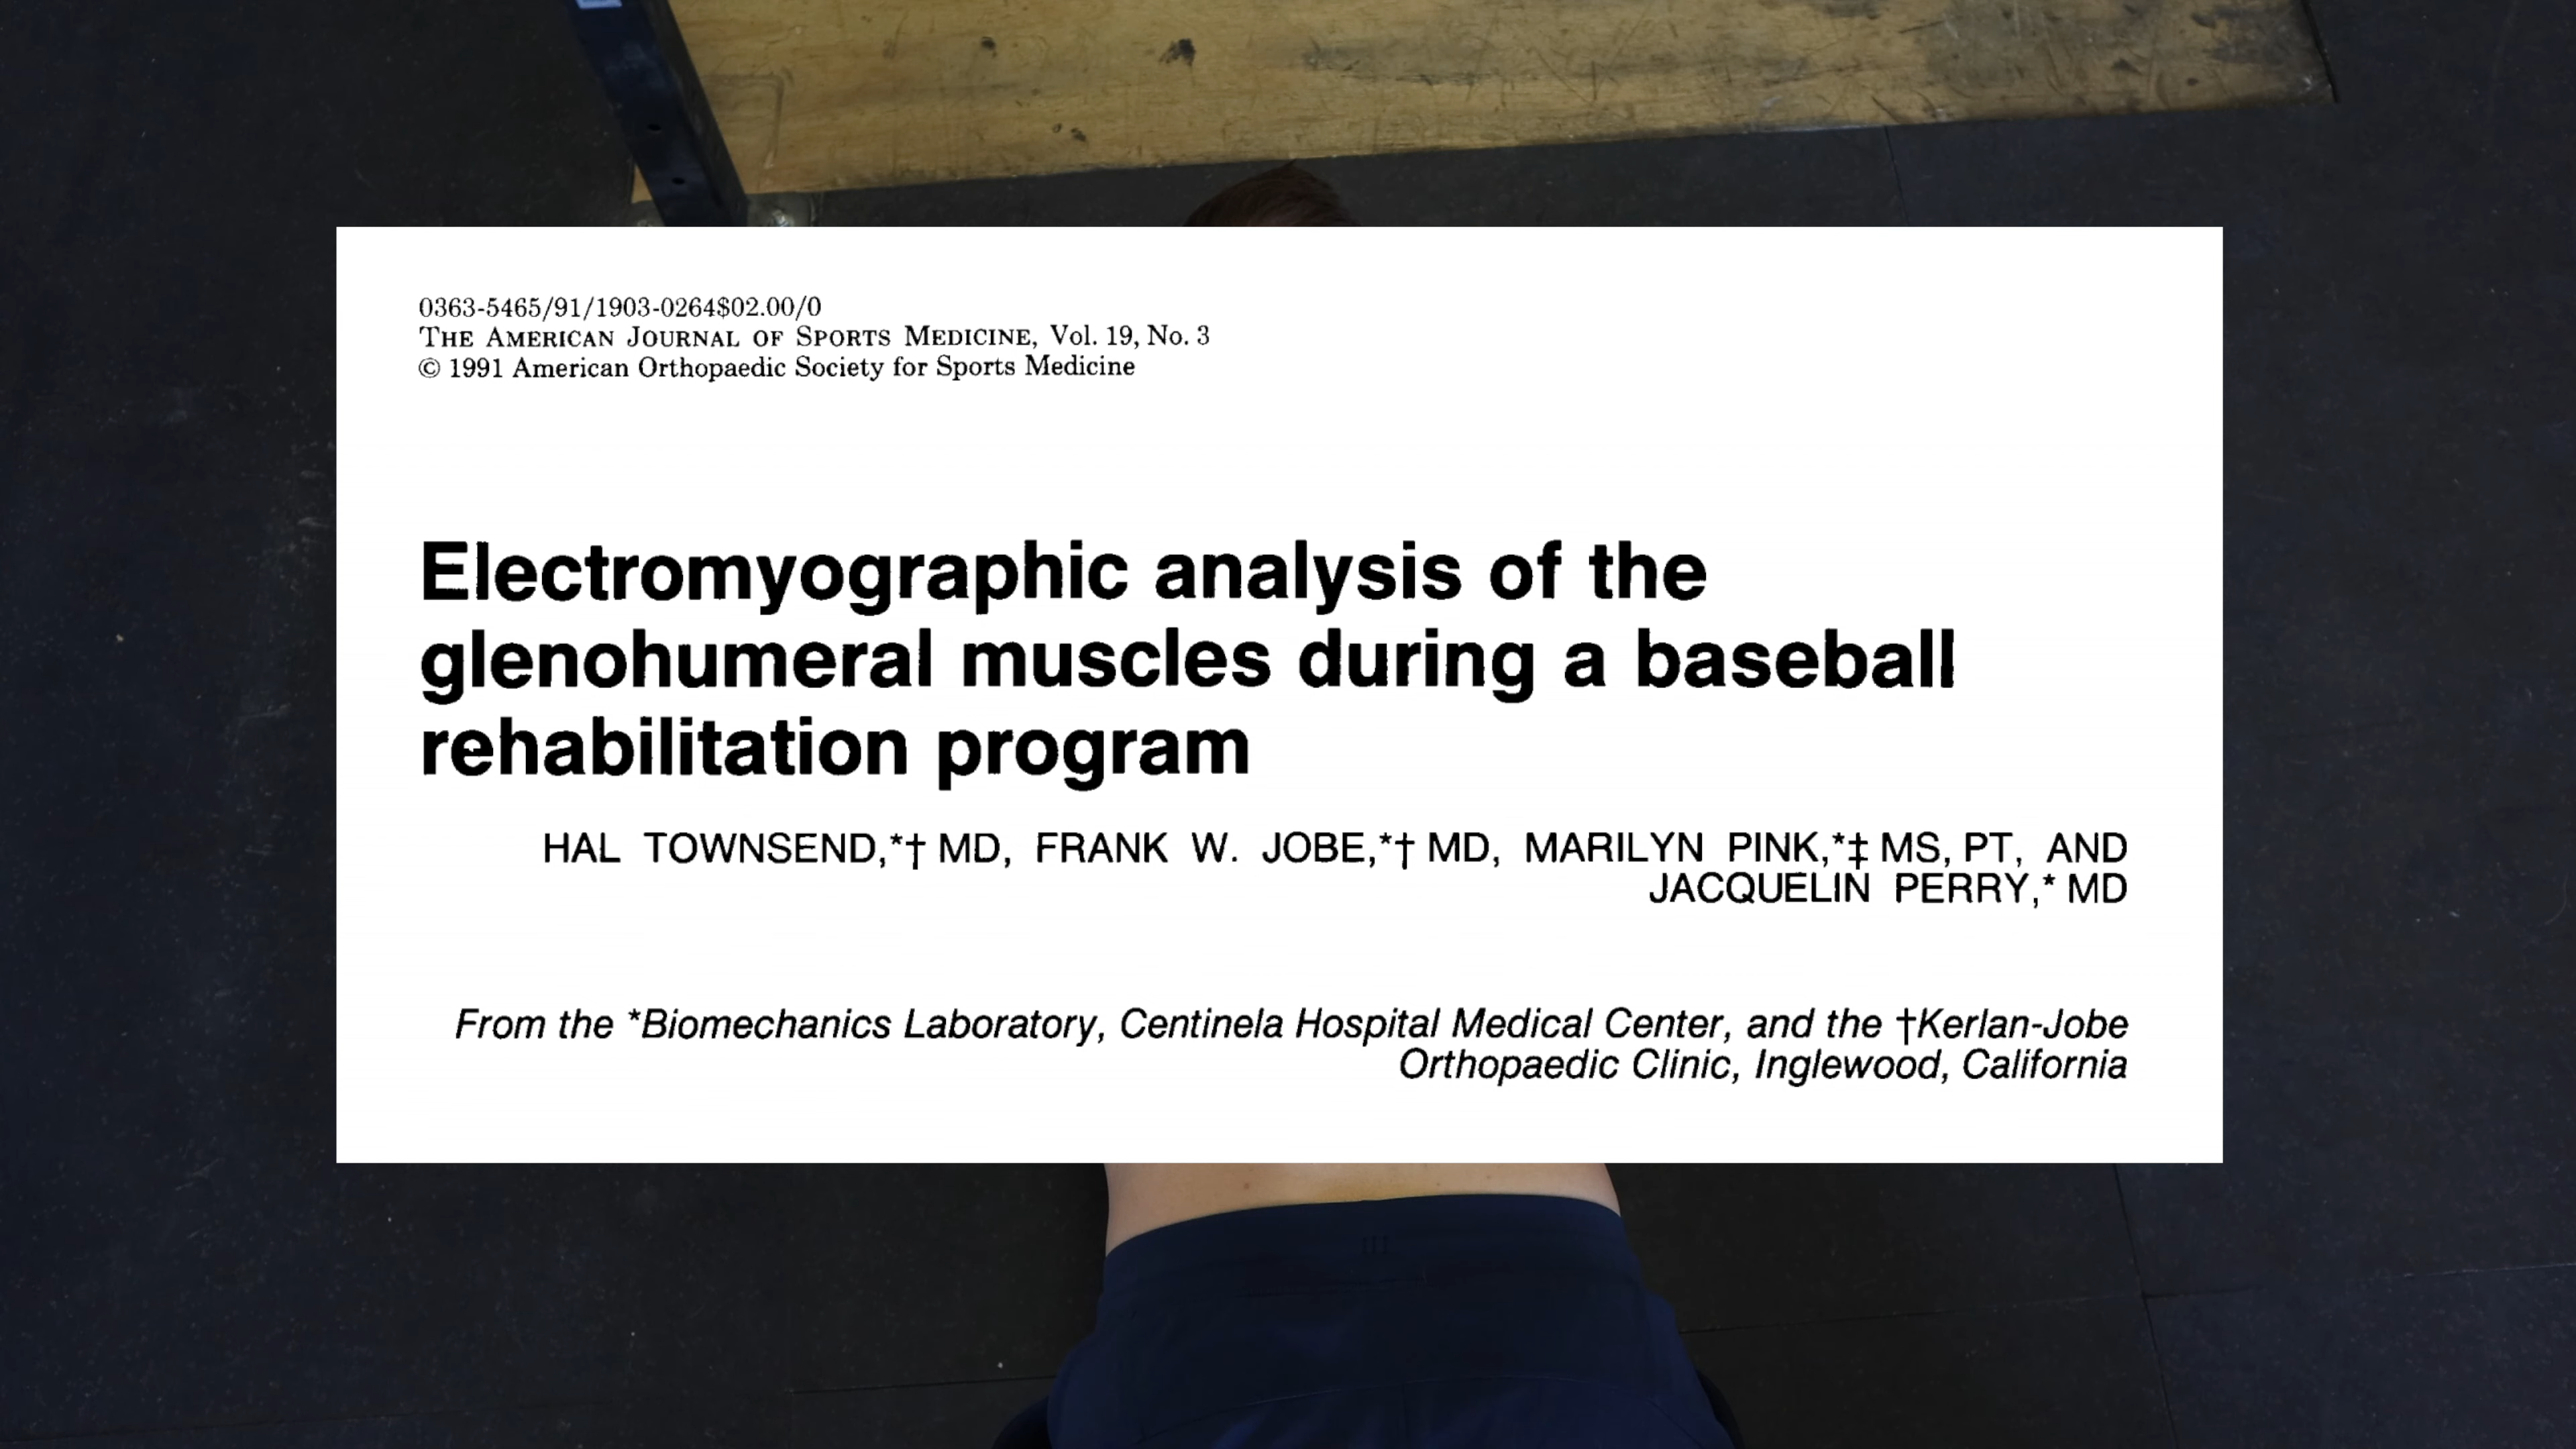 0363-5465/91/1903-0264$02.00/0
THE AMERICAN JOURNAL OF SPORTS MEDICINE, Vol. 19, No. 3
© 1991 American Orthopaedic Society for Sports Medicine
Electromyographic analysis of the
glenohumeral muscles during a baseball
rehabilitation program
HAL TOWNSEND,*† MD, FRANK W. JOBE,*† MD, MARILYN PINK,*‡ MS, PT, AND
JACQUELIN PERRY,* MD
From the *Biomechanics Laboratory, Centinela Hospital Medical Center, and the †Kerlan-Jobe
Orthopaedic Clinic, Inglewood, California